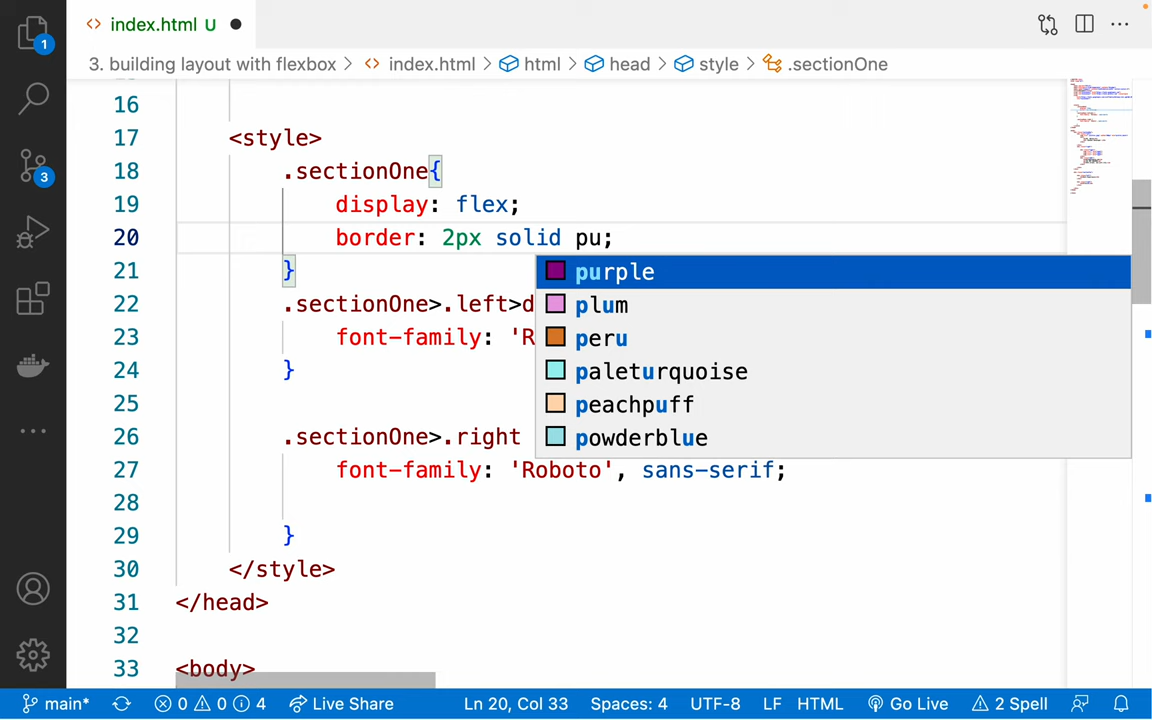 index.html U
1
3. building layout with flexbox > index.html > html > head > style > .sectionOne
16
17 <style>
18 .sectionOne{
19 display: flex;
20 border: 2px solid pu;
21 }
purple
22 .sectionOne>.left>d
plum
23 font-family: 'R
peru
24 }
paleturquoise
25
peachpuff
26 .sectionOne>.right
powderblue
27 font-family: 'Roboto', sans-serif;
28
29 }
30 </style>
31 </head>
32
33 <body>
3
main* 0 0 4 Live Share Ln 20, Col 33 Spaces: 4 UTF-8 LF HTML Go Live 2 Spell